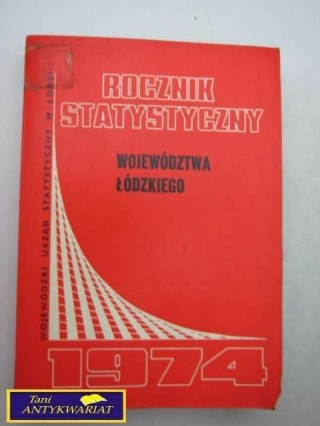 ROCZNIK
STATYSTYCZNY
WOJEWÓDZTWA
ŁÓDZKIEGO
WOJEWÓDZKI URZĄD STATYSTYCZNY W ŁODZI
1974
Tani
ANTYKWARIAT